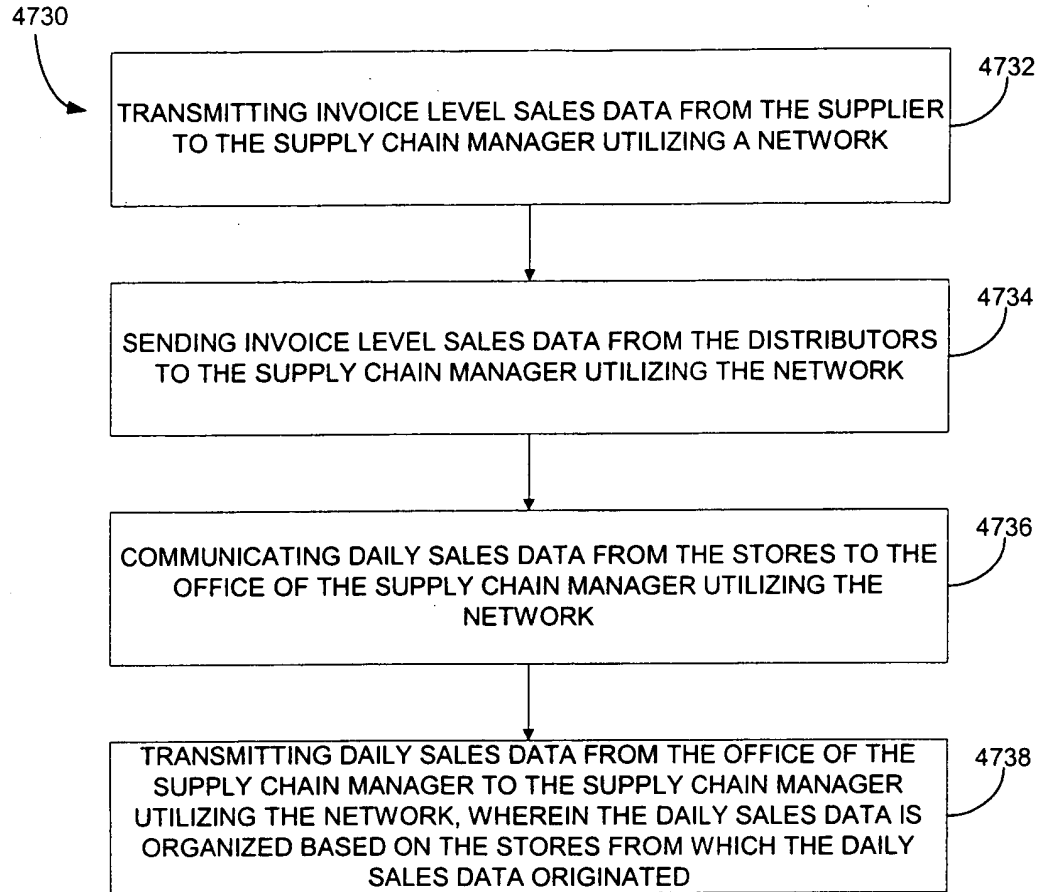 4730
4732
TRANSMITTING INVOICE LEVEL SALES DATA FROM THE SUPPLIER
TO THE SUPPLY CHAIN MANAGER UTILIZING A NETWORK
4734
SENDING INVOICE LEVEL SALES DATA FROM THE DISTRIBUTORS
TO THE SUPPLY CHAIN MANAGER UTILIZING THE NETWORK
4736
COMMUNICATING DAILY SALES DATA FROM THE STORES TO THE
OFFICE OF THE SUPPLY CHAIN MANAGER UTILIZING THE
NETWORK
4738
TRANSMITTING DAILY SALES DATA FROM THE OFFICE OF THE
SUPPLY CHAIN MANAGER TO THE SUPPLY CHAIN MANAGER
UTILIZING THE NETWORK, WHEREIN THE DAILY SALES DATA IS
ORGANIZED BASED ON THE STORES FROM WHICH THE DAILY
SALES DATA ORIGINATED